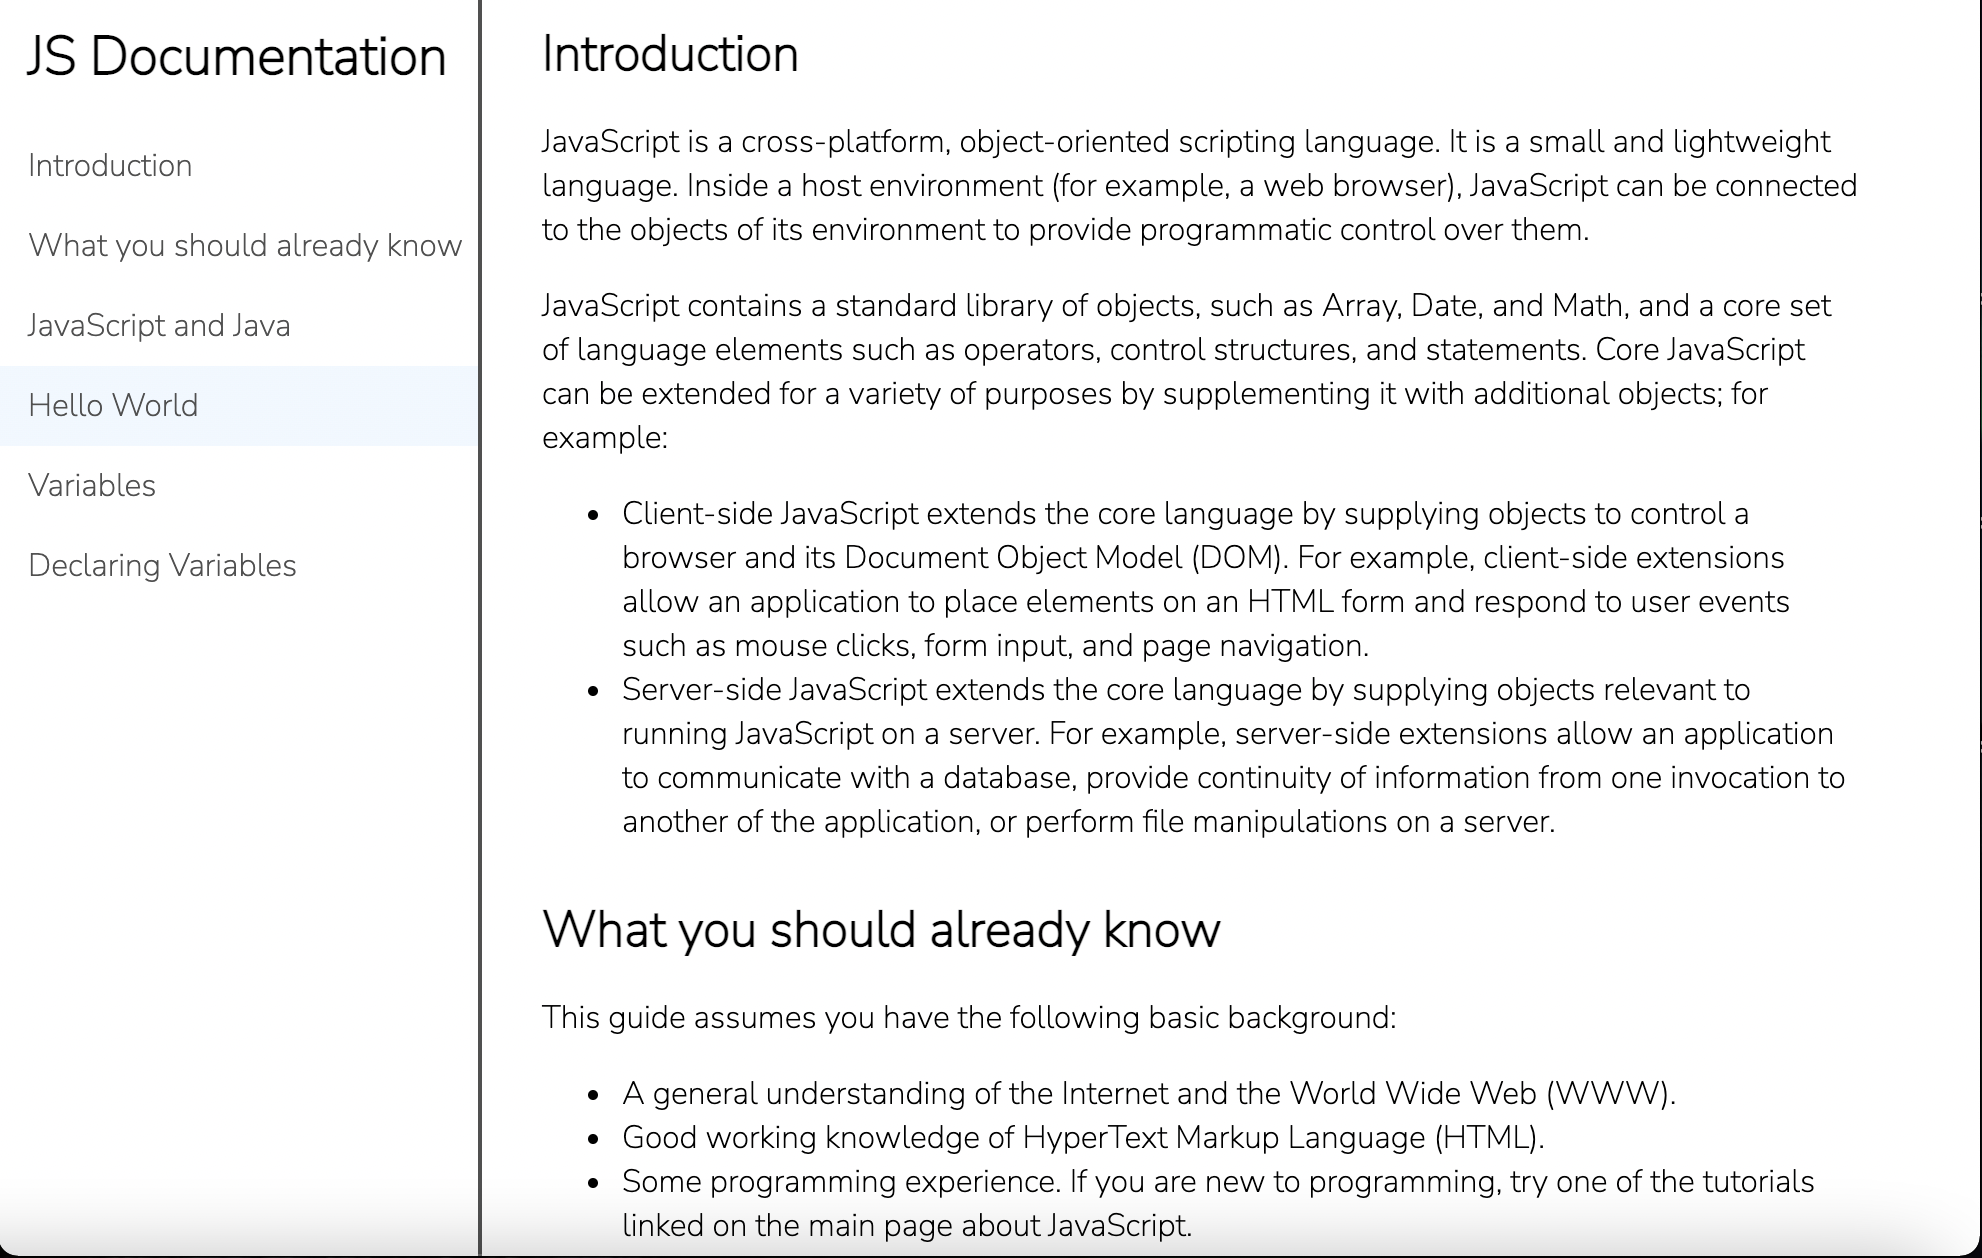 JS Documentation
Introduction
What you should already know
JavaScript and Java
Hello World
Variables
Declaring Variables
Introduction
JavaScript is a cross-platform, object-oriented scripting language. It is a small and lightweight
language. Inside a host environment (for example, a web browser), JavaScript can be connected
to the objects of its environment to provide programmatic control over them.
JavaScript contains a standard library of objects, such as Array, Date, and Math, and a core set
of language elements such as operators, control structures, and statements. Core JavaScript
can be extended for a variety of purposes by supplementing it with additional objects; for
example:
• Client-side JavaScript extends the core language by supplying objects to control a
browser and its Document Object Model (DOM). For example, client-side extensions
allow an application to place elements on an HTML form and respond to user events
such as mouse clicks, form input, and page navigation.
• Server-side JavaScript extends the core language by supplying objects relevant to
running JavaScript on a server. For example, server-side extensions allow an application
to communicate with a database, provide continuity of information from one invocation to
another of the application, or perform file manipulations on a server.
What you should already know
This guide assumes you have the following basic background:
• A general understanding of the Internet and the World Wide Web (WWW).
• Good working knowledge of HyperText Markup Language (HTML).
• Some programming experience. If you are new to programming, try one of the tutorials
linked on the main page about JavaScript.